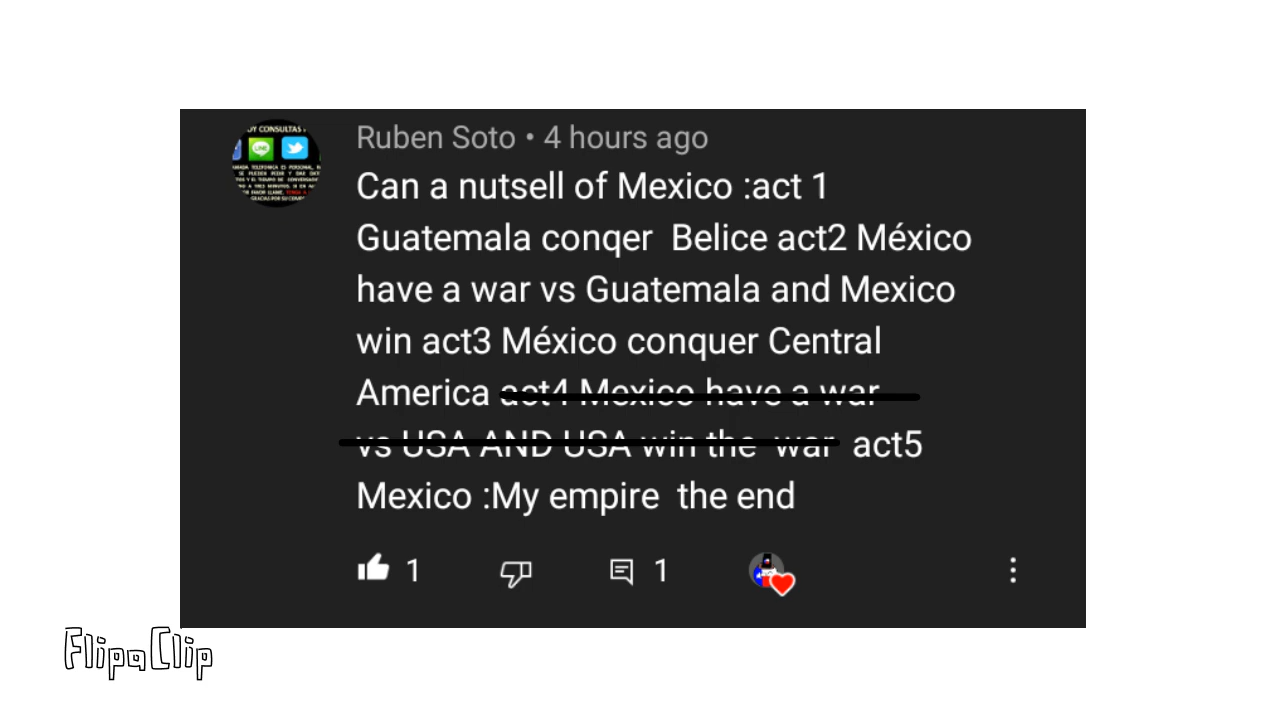 Ruben Soto • 4 hours ago
Can a nutsell of Mexico :act 1
Guatemala conqer  Belice act2 México
have a war vs Guatemala and Mexico
win act3 México conquer Central
America act4 Mexico have a war
vs USA AND USA win the  war  act5
Mexico :My empire  the end
1
1
FlipaClip